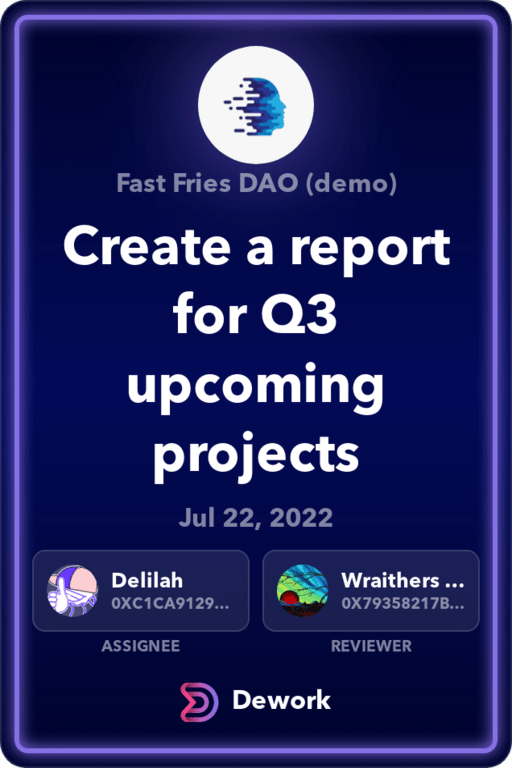 Fast Fries DAO (demo)
Create a report
for Q3
upcoming
projects
Jul 22, 2022
Delilah
0XC1CA9129...
ASSIGNEE
Wraithers ...
0X79358217B...
REVIEWER
Dework